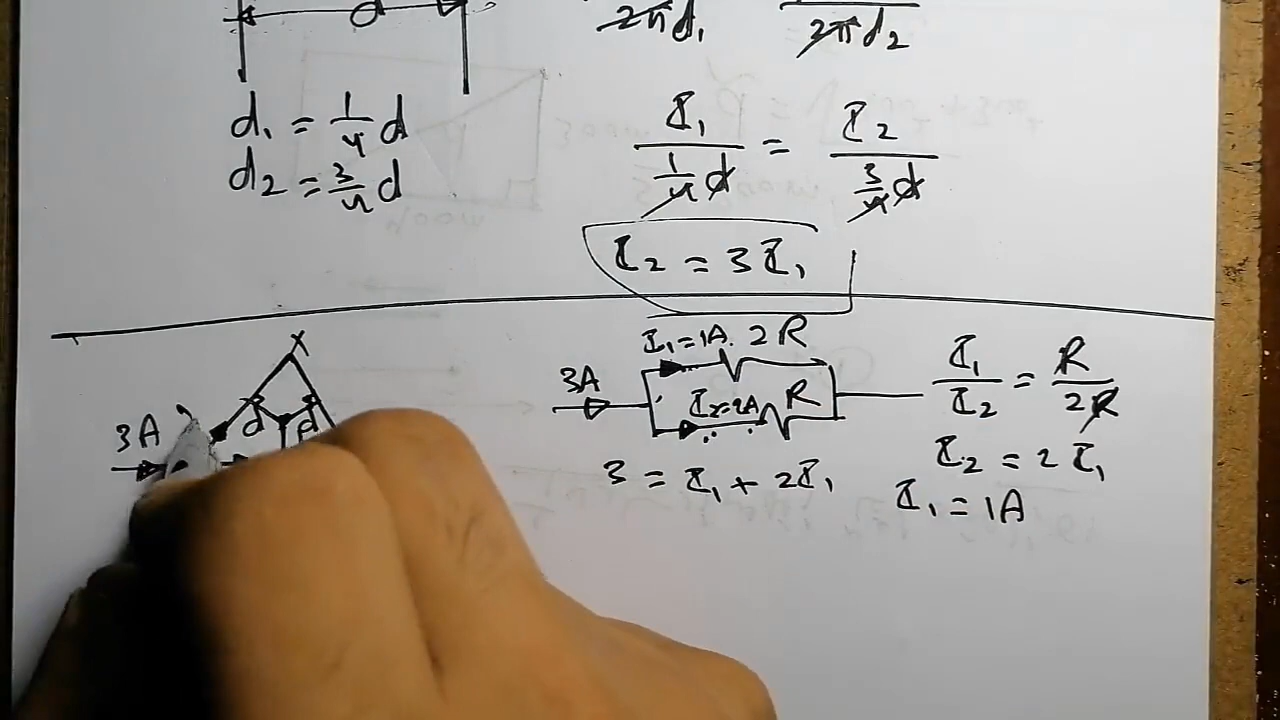 d
2πd₁ 2πd₂
d₁ = 1/4 d
d₂ = 3/4 d
I₁ / (1/4 d) = I₂ / (3/4 d)
I₂ = 3I₁
X
3A
d d
I₁=1A 2R
3A
I₂=2A R
3 = I₁ + 2I₁
I₁/I₂ = R/2R
I₂ = 2I₁
I₁ = 1A